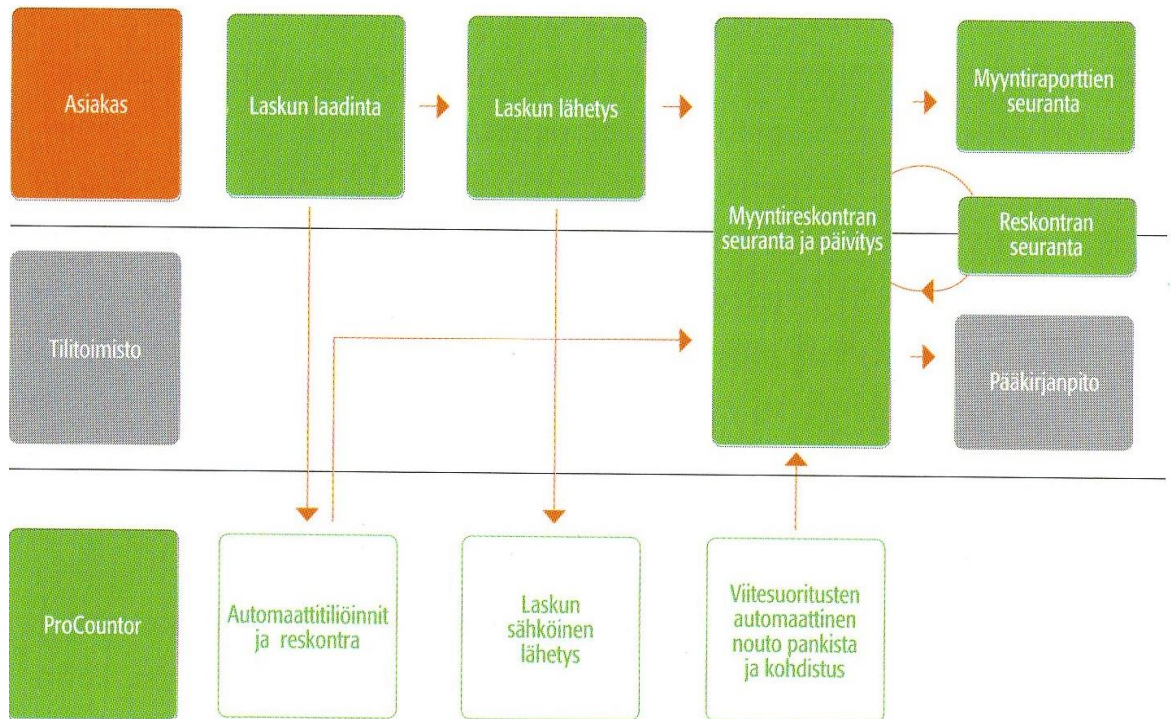 Asiakas
Laskun laadinta
Laskun lähetys
Myyntireskontran
seuranta ja päivitys
Myyntiraporttien
seuranta
Reskontran
seuranta
Tilitoimisto
Pääkirjanpito
ProCountor
Automaattitiliöinnit
ja reskontra
Laskun
sähköinen
lähetys
Viitesuoritusten
automaattinen
nouto pankista
ja kohdistus